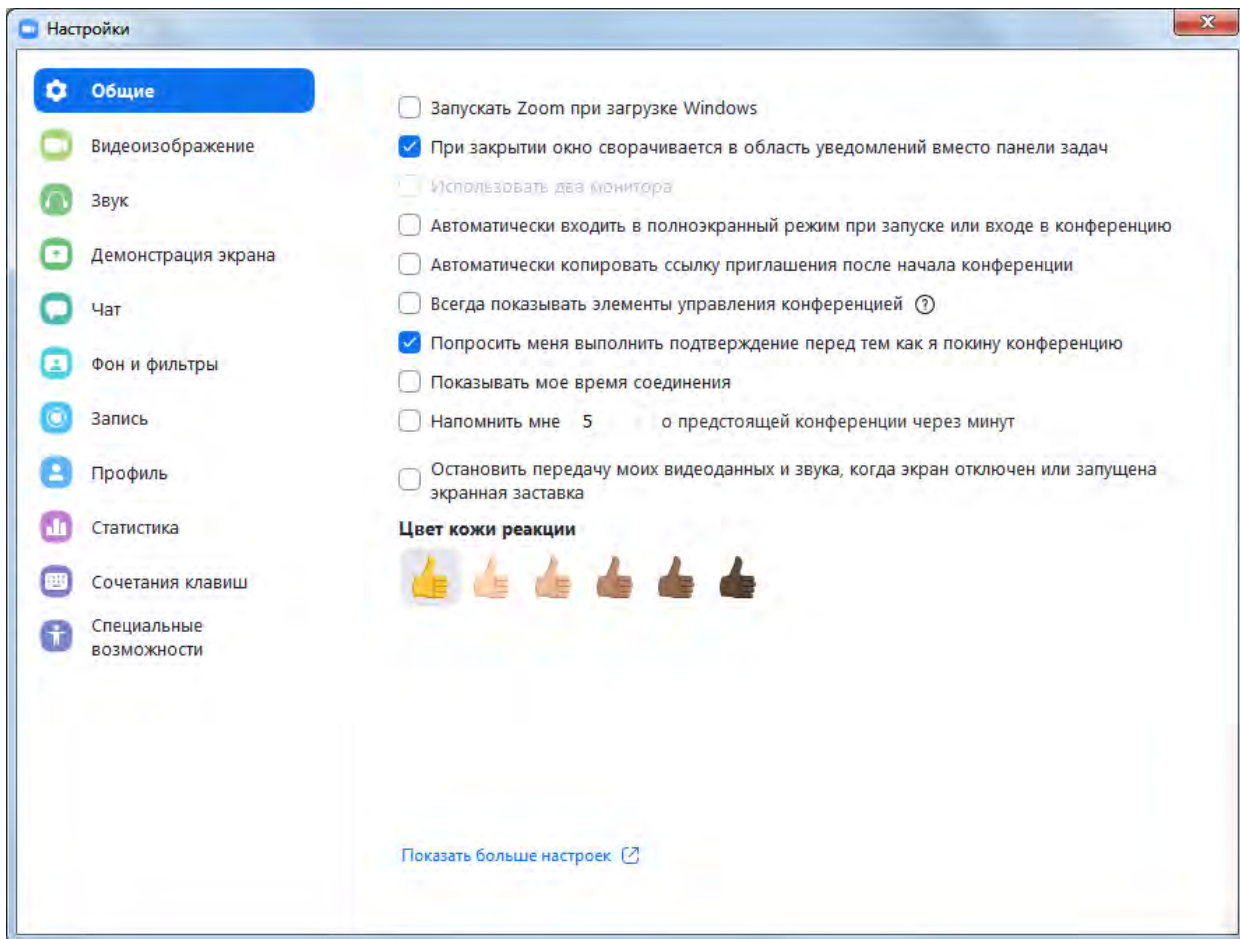 Настройки
Общие
Видеоизображение
Звук
Демонстрация экрана
Чат
Фон и фильтры
Запись
Профиль
Статистика
Сочетания клавиш
Специальные
возможности
Запускать Zoom при загрузке Windows
При закрытии окно сворачивается в область уведомлений вместо панели задач
Использовать два монитора
Автоматически входить в полноэкранный режим при запуске или входе в конференцию
Автоматически копировать ссылку приглашения после начала конференции
Всегда показывать элементы управления конференцией ?
Попросить меня выполнить подтверждение перед тем как я покину конференцию
Показывать мое время соединения
Напомнить мне 5 о предстоящей конференции через минут
Остановить передачу моих видеоданных и звука, когда экран отключен или запущена
экранная заставка
Цвет кожи реакции
Показать больше настроек